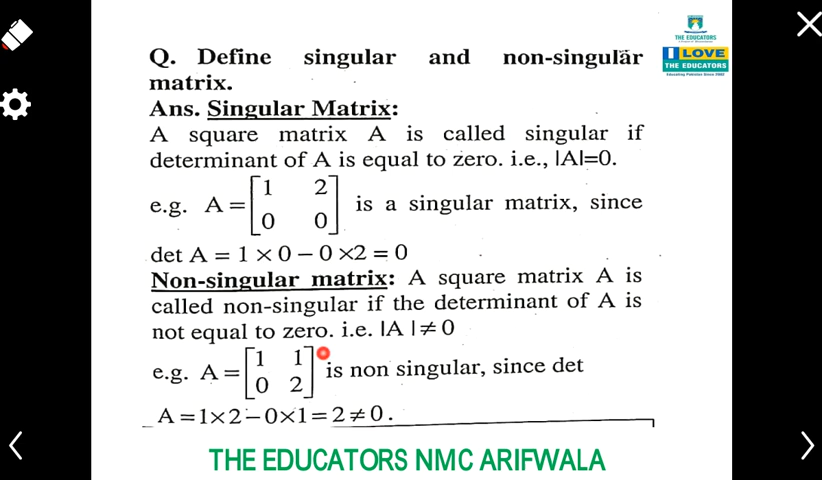 THE EDUCATORS
I LOVE
THE EDUCATORS
Q. Define singular and non-singular
matrix.
Ans. Singular Matrix:
A square matrix A is called singular if
determinant of A is equal to zero. i.e., |A|=0.
e.g. A = [1 2
0 0] is a singular matrix, since
det A = 1 × 0 – 0 ×2 = 0
Non-singular matrix: A square matrix A is
called non-singular if the determinant of A is
not equal to zero. i.e. |A | ≠ 0
e.g. A = [1 1
0 2] is non singular, since det
A = 1×2 – 0×1 = 2 ≠ 0 .
THE EDUCATORS NMC ARIFWALA